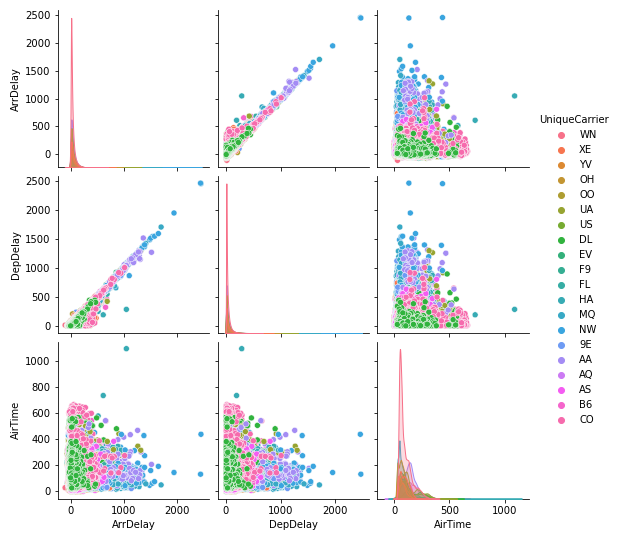 2500
2000
1500
1000
500
0
ArrDelay
2500
2000
1500
1000
500
0
DepDelay
1000
800
600
400
200
0
AirTime
0 1000 2000
ArrDelay
0 1000 2000
DepDelay
0 500 1000
AirTime
UniqueCarrier
WN
XE
YV
OH
OO
UA
US
DL
EV
F9
FL
HA
MQ
NW
9E
AA
AQ
AS
B6
CO